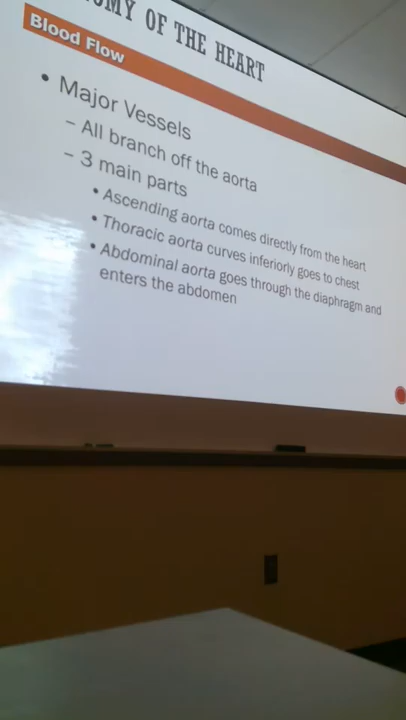 OF THE HEART
Blood Flow
• Major Vessels
– All branch off the aorta
– 3 main parts
• Ascending aorta comes directly from the heart
• Thoracic aorta curves inferiorly goes to chest
• Abdominal aorta goes through the diaphragm and
enters the abdomen